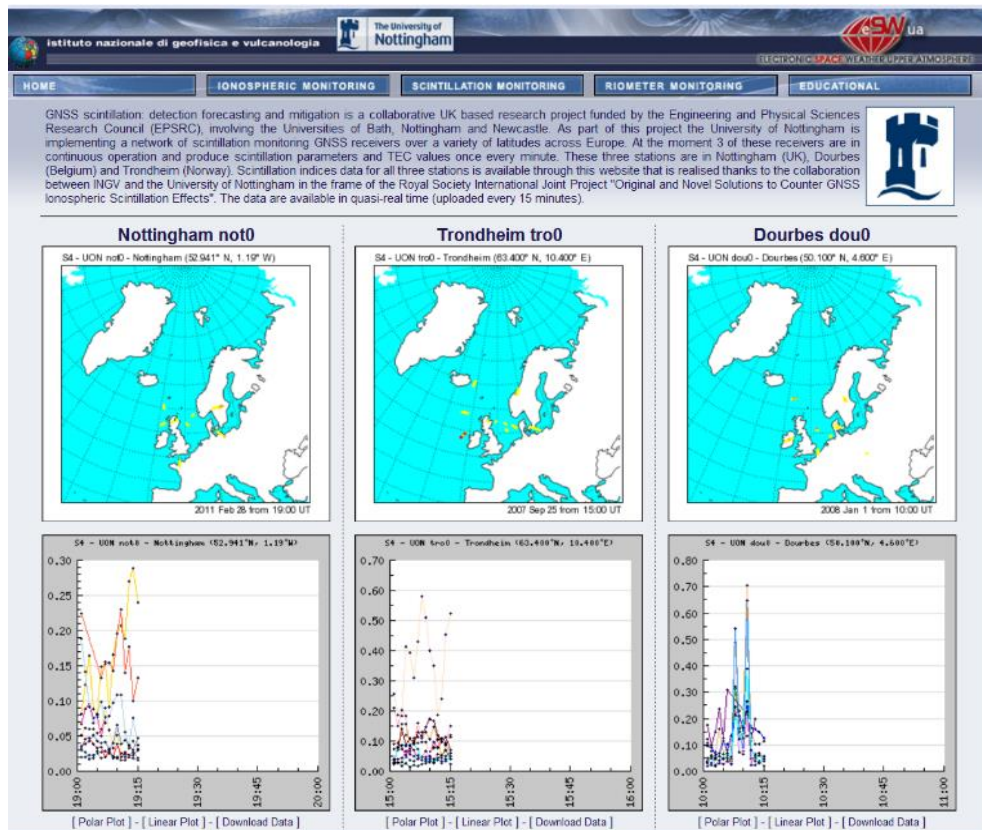 istituto nazionale di geofisica e vulcanologia
The University of
Nottingham
eSWua
ELECTRONIC SPACE WEATHER UPPER ATMOSPHERE
HOME
IONOSPHERIC MONITORING
SCINTILLATION MONITORING
RIOMETER MONITORING
EDUCATIONAL
GNSS scintillation: detection forecasting and mitigation is a collaborative UK based research project funded by the Engineering and Physical Sciences
Research Council (EPSRC), involving the Universities of Bath, Nottingham and Newcastle. As part of this project the University of Nottingham is
implementing a network of scintillation monitoring GNSS receivers over a variety of latitudes across Europe. At the moment 3 of these receivers are in
continuous operation and produce scintillation parameters and TEC values once every minute. These three stations are in Nottingham (UK), Dourbes
(Belgium) and Trondheim (Norway). Scintillation indices data for all three stations is available through this website that is realised thanks to the collaboration
between INGV and the University of Nottingham in the frame of the Royal Society International Joint Project "Original and Novel Solutions to Counter GNSS
Ionospheric Scintillation Effects". The data are available in quasi-real time (uploaded every 15 minutes).
Nottingham not0
S4 - UON not0 - Nottingham (52.941° N, 1.19° W)
2011 Feb 28 from 19:00 UT
S4 - UON not0 - Nottingham (52.941°N, 1.19°W)
0.30
0.25
0.20
0.15
0.10
0.05
0.00
19:00
19:15
19:30
19:45
20:00
[ Polar Plot ] - [ Linear Plot ] - [ Download Data ]
Trondheim tro0
S4 - UON tro0 - Trondheim (63.400° N, 10.400° E)
2007 Sep 25 from 15:00 UT
S4 - UON tro0 - Trondheim (63.400°N, 10.400°E)
0.70
0.60
0.50
0.40
0.30
0.20
0.10
0.00
15:00
15:15
15:30
15:45
16:00
[ Polar Plot ] - [ Linear Plot ] - [ Download Data ]
Dourbes dou0
S4 - UON dou0 - Dourbes (50.100° N, 4.600° E)
2008 Jan 1 from 10:00 UT
S4 - UON dou0 - Dourbes (50.100°N, 4.600°E)
0.80
0.70
0.60
0.50
0.40
0.30
0.20
0.10
0.00
10:00
10:15
10:30
10:45
11:00
[ Polar Plot ] - [ Linear Plot ] - [ Download Data ]